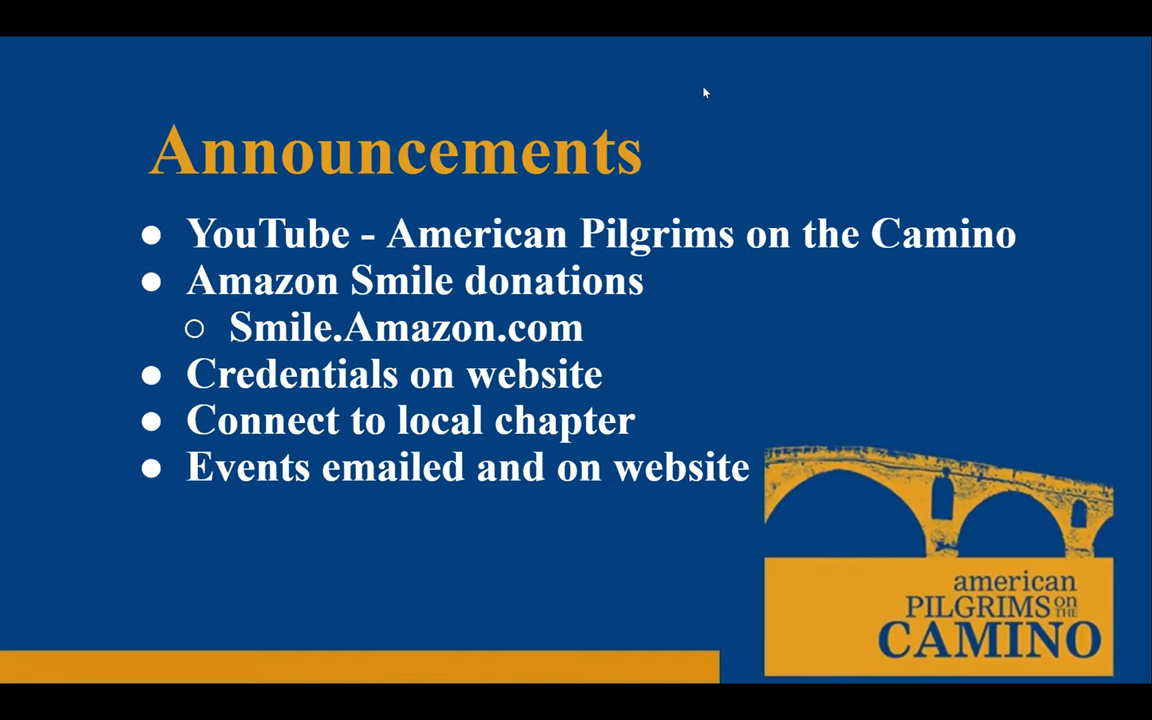 Announcements
● YouTube - American Pilgrims on the Camino
● Amazon Smile donations
○ Smile.Amazon.com
● Credentials on website
● Connect to local chapter
● Events emailed and on website
american
PILGRIMS on THE
CAMINO